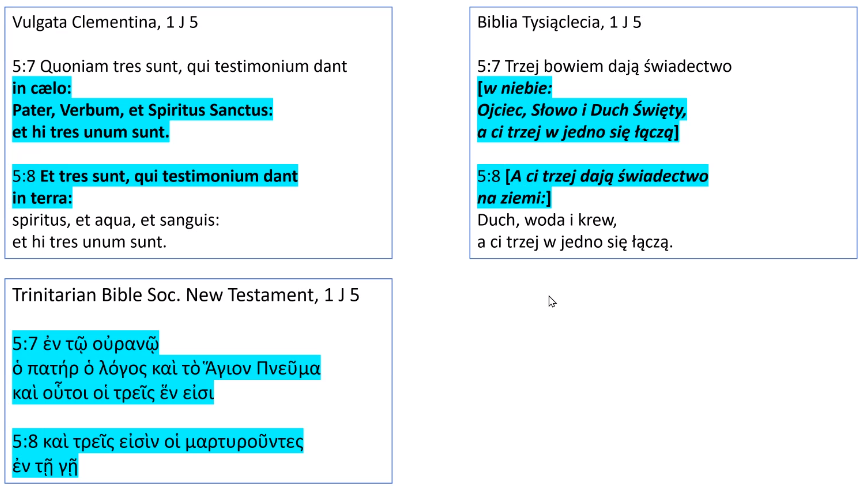 Vulgata Clementina, 1 J 5
5:7 Quoniam tres sunt, qui testimonium dant
in cælo:
Pater, Verbum, et Spiritus Sanctus:
et hi tres unum sunt.
5:8 Et tres sunt, qui testimonium dant
in terra:
spiritus, et aqua, et sanguis:
et hi tres unum sunt.
Biblia Tysiąclecia, 1 J 5
5:7 Trzej bowiem dają świadectwo
[w niebie:
Ojciec, Słowo i Duch Święty,
a ci trzej w jedno się łączą]
5:8 [A ci trzej dają świadectwo
na ziemi:]
Duch, woda i krew,
a ci trzej w jedno się łączą.
Trinitarian Bible Soc. New Testament, 1 J 5
5:7 ἐν τῷ οὐρανῷ
ὁ πατήρ ὁ λόγος καὶ τὸ Ἅγιον Πνεῦμα
καὶ οὗτοι οἱ τρεῖς ἕν εἰσι
5:8 καὶ τρεῖς εἰσὶν οἱ μαρτυροῦντες
ἐν τῇ γῇ